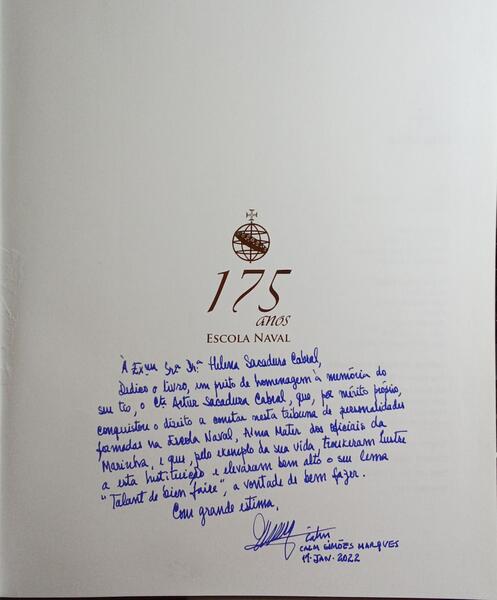 175
anos
ESCOLA NAVAL
À Exma Srª Drª Helena Sacadura Cabral,
Dedico o livro, em preito de homenagem à memória do
seu tio, o Cte Artur Sacadura Cabral, que, por mérito próprio,
conquistou o direito a constar nesta tribuna de personalidades
formadas na Escola Naval, Alma Mater dos oficiais da
Marinha, e que, pelo exemplo da sua vida, trouxeram lustre
a esta Instituição e elevaram bem alto o seu lema
"Talant de bien faire", a vontade de bem fazer.
Com grande estima,
CALM SIMÕES MARQUES
JAN. 2022